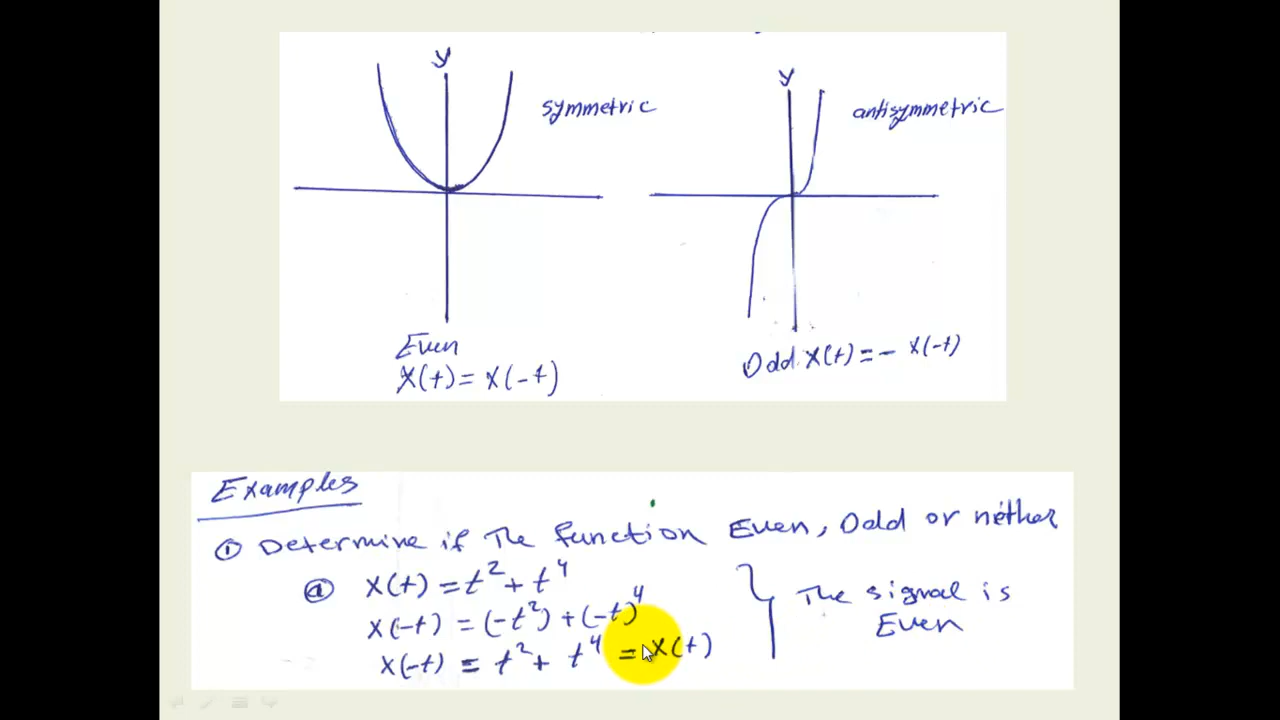 y
symmetric
y
antisymmetric
Even
x(t) = x(-t)
Odd x(t) = - x(-t)
Examples
① Determine if The function Even, Odd or neither
ⓐ x(t) = t² + t⁴
x(-t) = (-t²) + (-t)⁴
x(-t) = t² + t⁴ = x(t)
The signal is
Even